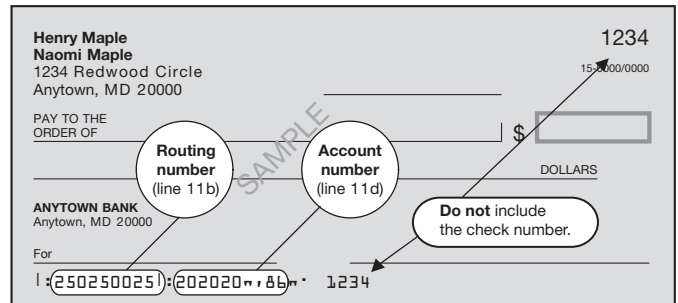 Henry Maple
1234
Naomi Maple
1234 Redwood Circle
15-0000/0000
Anytown, MD 20000
PAY TO THE
ORDER OF
$
SAMPLE
Routing
number
(line 11b)
Account
number
(line 11d)
DOLLARS
ANYTOWN BANK
Anytown, MD 20000
Do not include
the check number.
For
|:250250025|:202020"'86"' 1234